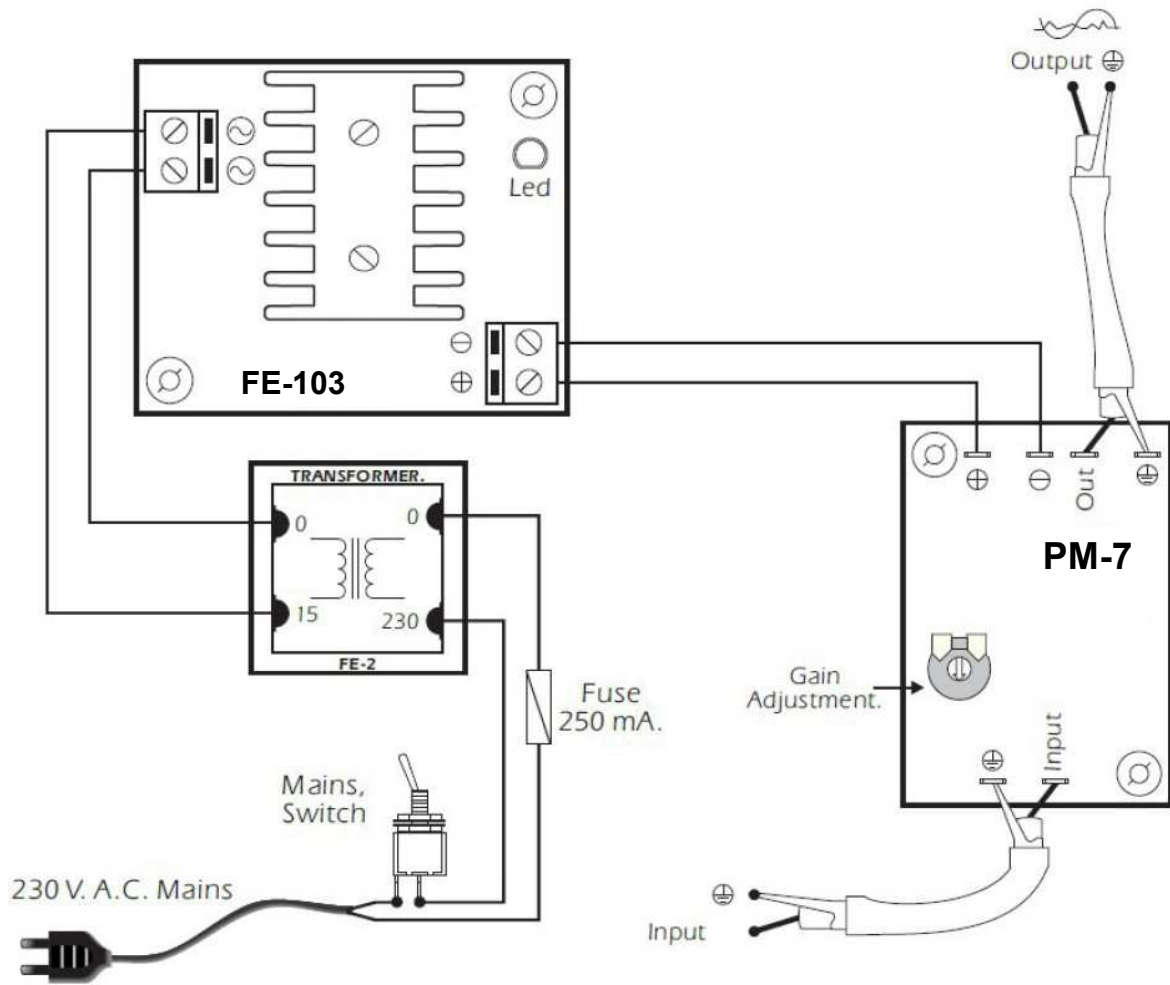 Output
Led
FE-103
TRANSFORMER.
0
0
15
230
FE-2
Out
PM-7
Gain
Adjustment.
Fuse
250 mA.
Mains,
Switch
Input
230 V. A.C. Mains
Input